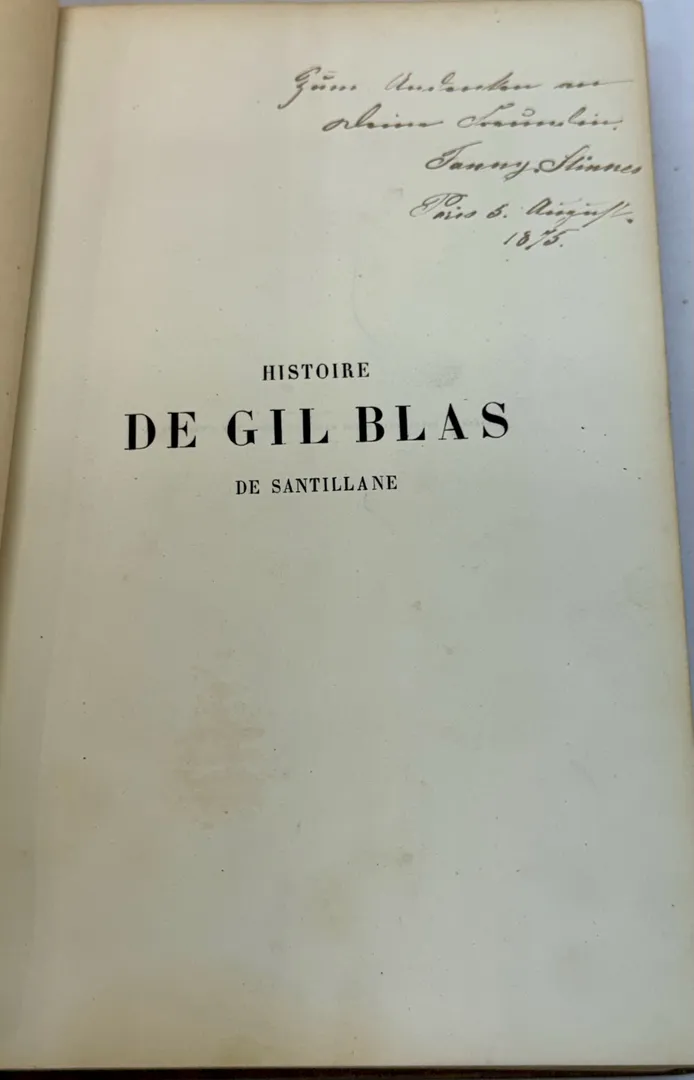 Zum Andenken an
Deine Freundin.
Fanny Stinnes
Paris 5. August.
1875.
HISTOIRE
DE GIL BLAS
DE SANTILLANE